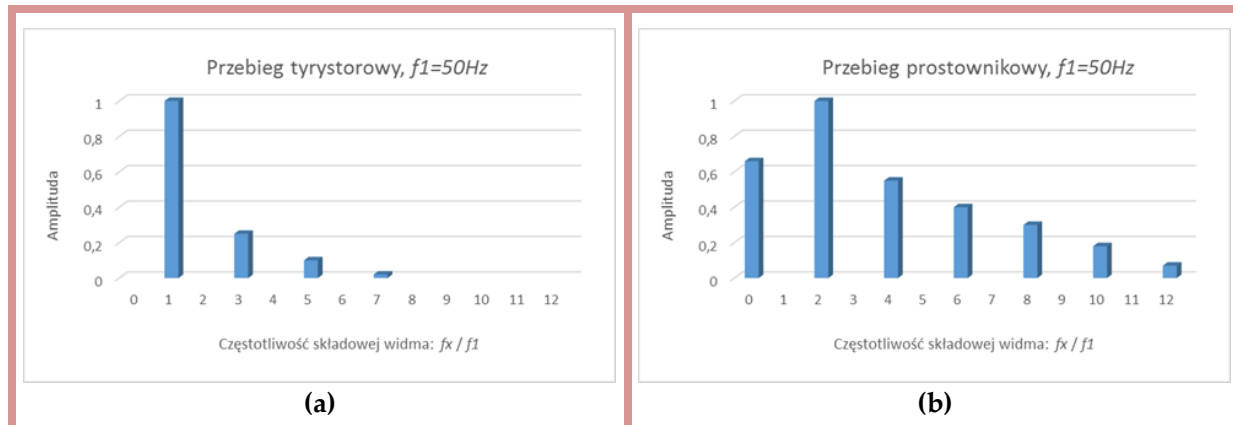 Przebieg tyrystorowy, f1=50Hz
Amplituda
1
0,8
0,6
0,4
0,2
0
0 1 2 3 4 5 6 7 8 9 10 11 12
Częstotliwość składowej widma: fx / f1
(a)
Przebieg prostownikowy, f1=50Hz
Amplituda
1
0,8
0,6
0,4
0,2
0
0 1 2 3 4 5 6 7 8 9 10 11 12
Częstotliwość składowej widma: fx / f1
(b)